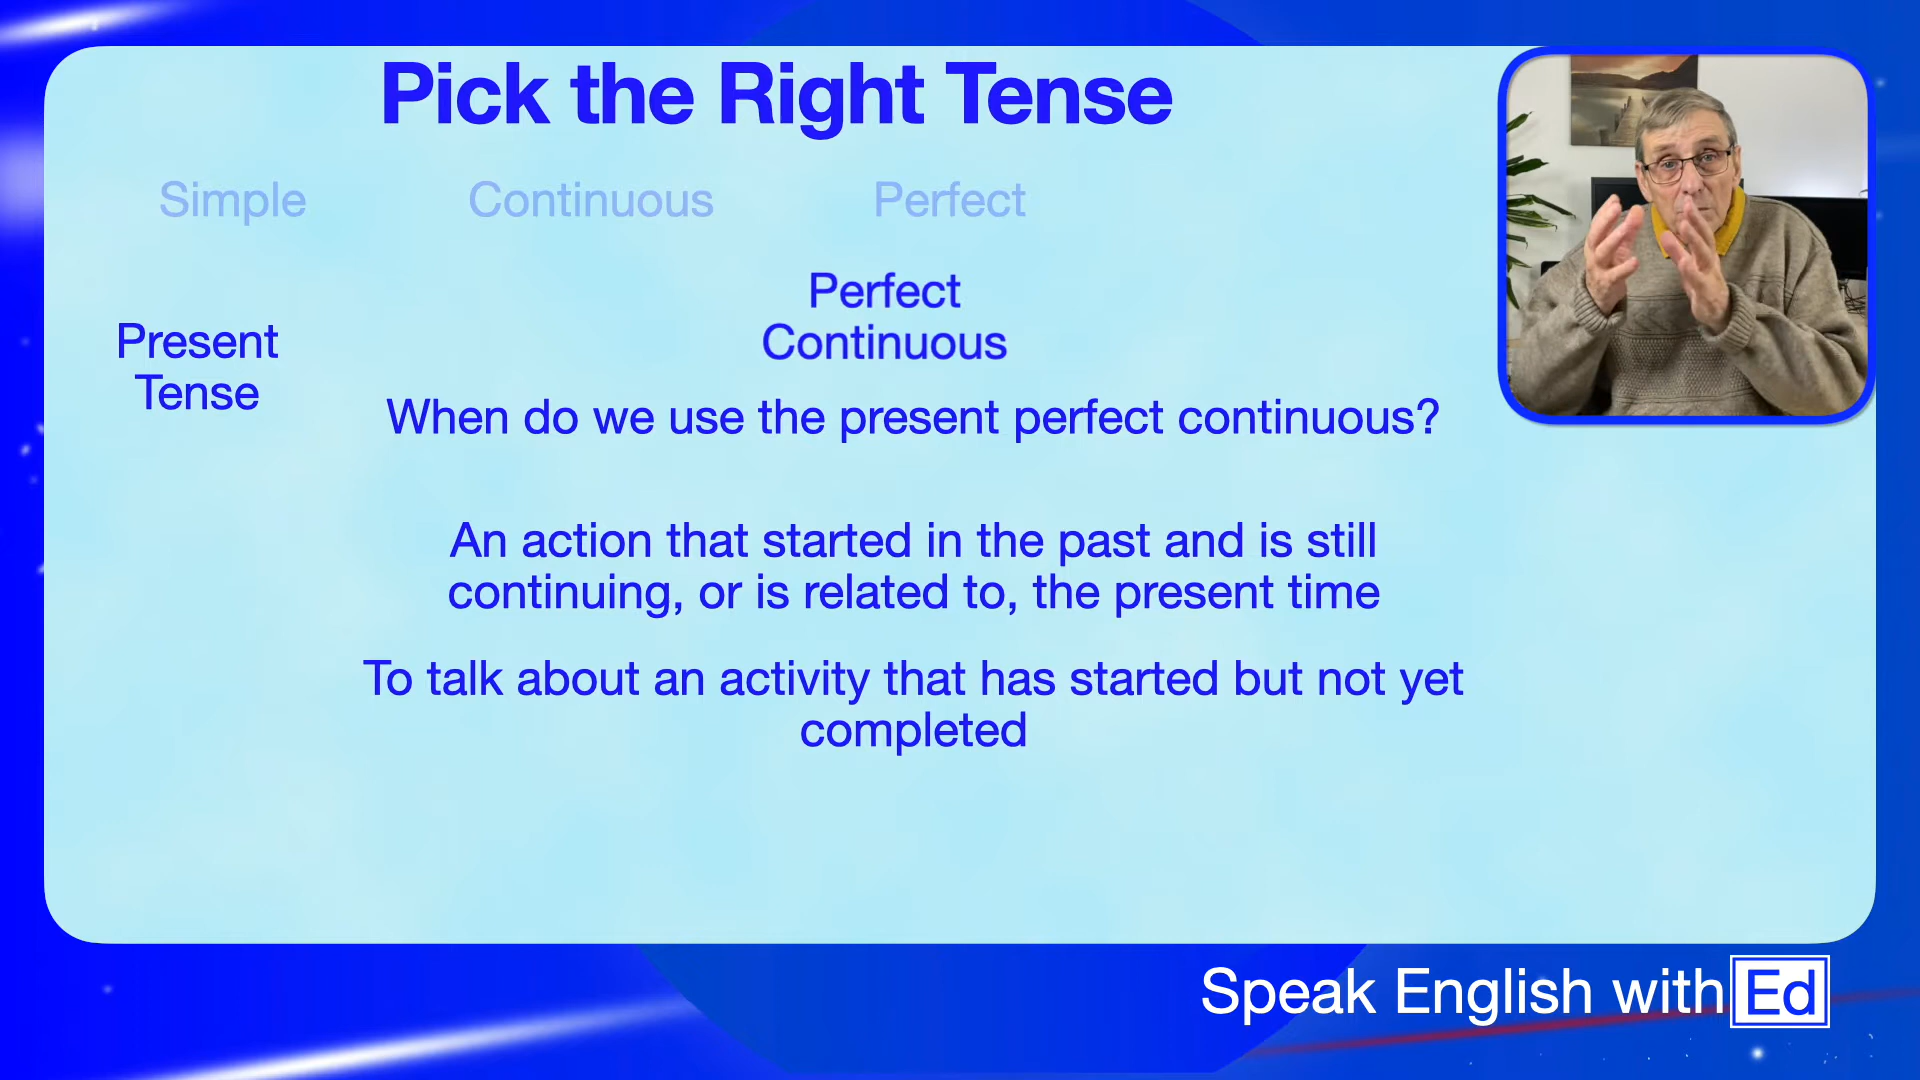 Pick the Right Tense
Simple Continuous Perfect
Perfect
Continuous
Present
Tense
When do we use the present perfect continuous?
An action that started in the past and is still
continuing, or is related to, the present time
To talk about an activity that has started but not yet
completed
Speak English with Ed